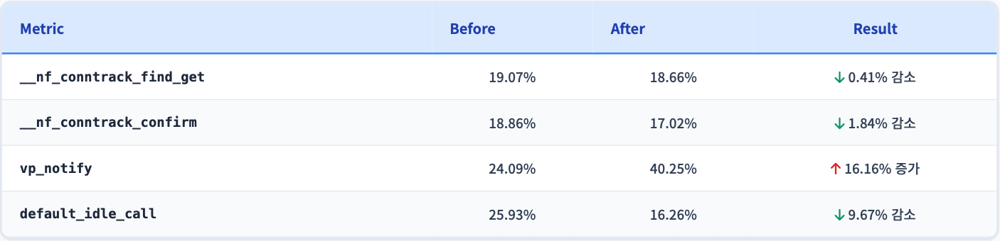 Metric Before After Result
__nf_conntrack_find_get 19.07% 18.66% ↓ 0.41% 감소
__nf_conntrack_confirm 18.86% 17.02% ↓ 1.84% 감소
vp_notify 24.09% 40.25% ↑ 16.16% 증가
default_idle_call 25.93% 16.26% ↓ 9.67% 감소